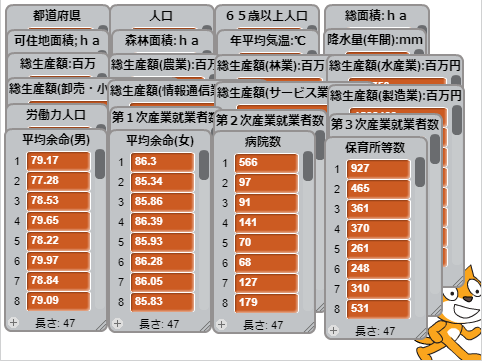 都道府県
人口
６５歳以上人口
総面積:ｈａ
可住地面積;ｈａ
森林面積:ｈａ
年平均気温:℃
降水量(年間):mm
総生産額:百万
総生産額(農業):百万
総生産額(林業):百万
総生産額(水産業):百万円
総生産額(卸売・小
総生産額(情報通信業
総生産額(サービス業
総生産額(製造業):百万円
労働力人口
第１次産業就業者数
第２次産業就業者数
第３次産業就業者数
平均余命(男)
1 79.17
2 77.28
3 78.53
4 79.65
5 78.22
6 79.97
7 78.84
8 79.09
+ 長さ: 47
平均余命(女)
1 86.3
2 85.34
3 85.86
4 86.39
5 85.93
6 86.28
7 86.05
8 85.83
+ 長さ: 47
病院数
1 566
2 97
3 91
4 141
5 70
6 68
7 127
8 179
+ 長さ: 47
保育所等数
1 927
2 465
3 361
4 370
5 261
6 248
7 310
8 531
+ 長さ: 47